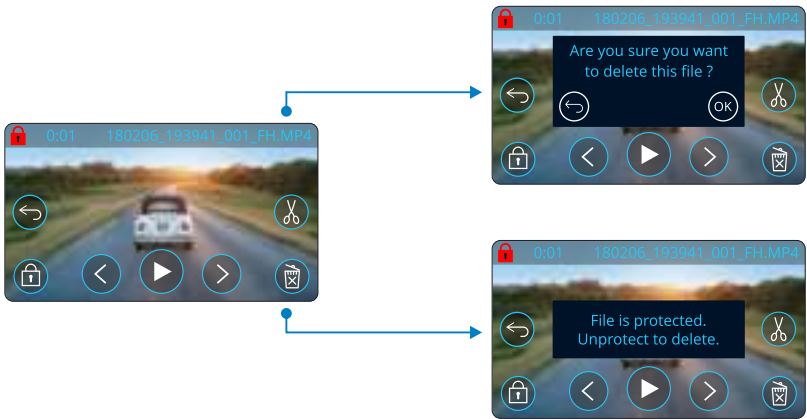 0:01 180206_193941_001_FH.MP4
Are you sure you want
to delete this file ?
OK
0:01 180206_193941_001_FH.MP4
0:01 180206_193941_001_FH.MP4
File is protected.
Unprotect to delete.